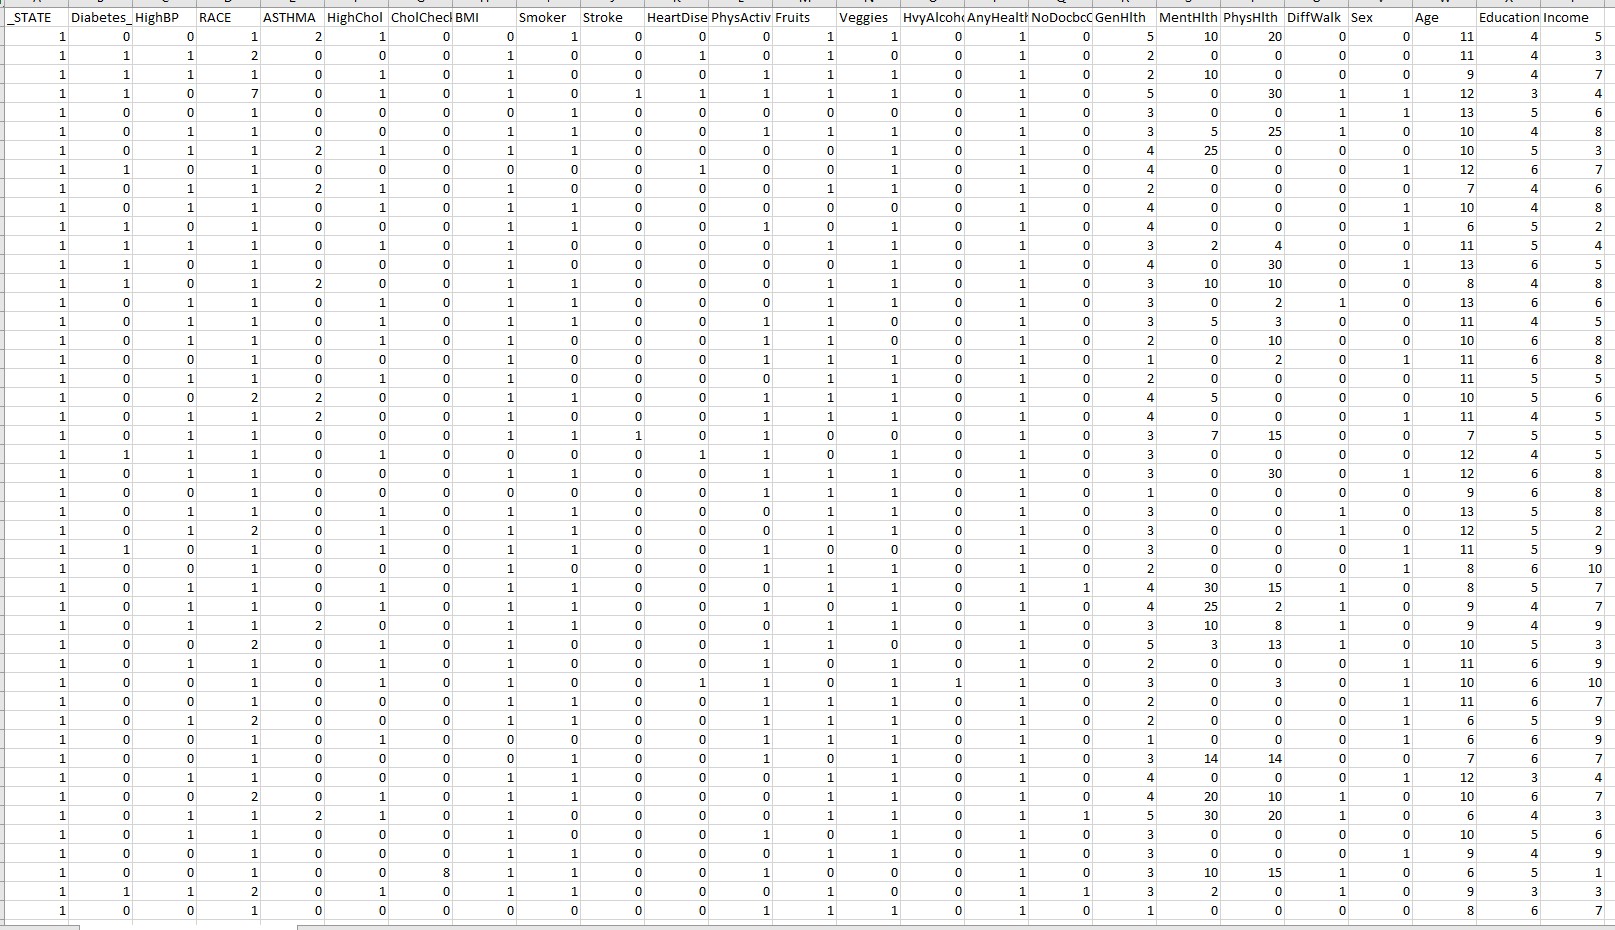 _STATE Diabetes_ HighBP RACE ASTHMA HighChol CholCheck BMI Smoker Stroke HeartDise PhysActiv Fruits Veggies HvyAlcoh AnyHealth NoDocbcC GenHlth MentHlth PhysHlth DiffWalk Sex Age Education Income
1 0 0 1 2 1 0 0 1 0 0 0 1 1 0 1 0 5 10 20 0 0 11 4 5
1 1 1 2 0 0 0 1 0 0 1 0 1 0 0 1 0 2 0 0 0 0 11 4 3
1 1 1 1 0 1 0 1 0 0 0 1 1 1 0 1 0 2 10 0 0 0 9 4 7
1 1 0 7 0 1 0 1 0 1 1 1 1 1 0 1 0 5 0 30 1 1 12 3 4
1 0 0 1 0 0 0 0 1 0 0 0 0 0 0 1 0 3 0 0 1 1 13 5 6
1 0 1 1 0 0 0 1 1 0 0 1 1 1 0 1 0 3 5 25 1 0 10 4 8
1 0 1 1 2 1 0 1 1 0 0 0 0 1 0 1 0 4 25 0 0 0 10 5 3
1 1 0 1 0 0 0 0 0 0 1 0 0 1 0 1 0 4 0 0 0 1 12 6 7
1 0 1 1 2 1 0 1 0 0 0 0 1 1 0 1 0 2 0 0 0 0 7 4 6
1 0 1 1 0 1 0 1 1 0 0 0 0 0 0 1 0 4 0 0 0 1 10 4 8
1 1 0 1 0 0 0 1 1 0 0 1 0 1 0 1 0 4 0 0 0 1 6 5 2
1 1 1 1 0 1 0 1 0 0 0 0 1 1 0 1 0 3 2 4 0 0 11 5 4
1 1 0 1 0 0 0 1 0 0 0 0 0 1 0 1 0 4 0 30 0 1 13 6 5
1 1 0 1 2 0 0 1 1 0 0 0 1 1 0 1 0 3 10 10 0 0 8 4 8
1 0 1 1 0 1 0 1 1 0 0 0 1 1 0 1 0 3 0 2 1 0 13 6 6
1 0 1 1 0 1 0 1 1 0 0 1 1 0 0 1 0 3 5 3 0 0 11 4 5
1 0 1 1 0 1 0 1 0 0 0 1 1 0 0 1 0 2 0 10 0 0 10 6 8
1 0 0 1 0 0 0 1 0 0 0 1 1 1 0 1 0 1 0 2 0 1 11 6 8
1 0 1 1 0 1 0 1 0 0 0 0 1 1 0 1 0 2 0 0 0 0 11 5 5
1 0 0 2 2 0 0 1 1 0 0 1 1 1 0 1 0 4 5 0 0 0 10 5 6
1 0 1 1 2 0 0 1 0 0 0 1 1 1 0 1 0 4 0 0 0 1 11 4 5
1 0 1 1 0 0 0 1 1 1 0 1 0 0 0 1 0 3 7 15 0 0 7 5 5
1 1 1 1 0 1 0 0 0 0 1 1 0 1 0 1 0 3 0 0 0 0 12 4 5
1 0 1 1 0 0 0 1 1 0 0 1 1 1 0 1 0 3 0 30 0 1 12 6 8
1 0 0 1 0 0 0 0 0 0 0 1 1 1 0 1 0 1 0 0 0 0 9 6 8
1 0 1 1 0 1 0 1 1 0 0 0 1 1 0 1 0 3 0 0 1 0 13 5 8
1 0 1 2 0 1 0 1 1 0 0 0 1 1 0 1 0 3 0 0 1 0 12 5 2
1 1 0 1 0 1 0 1 1 0 0 1 0 0 0 1 0 3 0 0 0 1 11 5 9
1 0 0 1 0 0 0 1 0 0 0 1 1 1 0 1 0 2 0 0 0 1 8 6 10
1 0 1 1 0 1 0 1 1 0 0 0 1 1 0 1 1 4 30 15 1 0 8 5 7
1 0 1 1 0 1 0 1 1 0 0 1 0 1 0 1 0 4 25 2 1 0 9 4 7
1 0 1 1 2 0 0 1 1 0 0 0 1 1 0 1 0 3 10 8 1 0 9 4 9
1 0 0 2 0 1 0 1 0 0 0 1 1 0 0 1 0 5 3 13 1 0 10 5 3
1 0 1 1 0 1 0 1 0 0 0 1 0 1 0 1 0 2 0 0 0 1 11 6 9
1 0 0 1 0 1 0 1 0 0 1 1 0 1 1 1 0 3 0 3 0 1 10 6 10
1 0 0 1 0 0 0 1 1 0 0 1 1 1 0 1 0 2 0 0 0 1 11 6 7
1 0 1 2 0 0 0 1 1 0 0 1 1 1 0 1 0 2 0 0 0 1 6 5 9
1 0 0 1 0 1 0 0 0 0 0 1 1 1 0 1 0 1 0 0 0 1 6 6 9
1 0 0 1 0 0 0 0 1 0 0 1 0 1 0 1 0 3 14 14 0 0 7 6 7
1 0 1 1 0 0 0 1 1 0 0 0 1 1 0 1 0 4 0 0 0 1 12 3 4
1 0 0 2 0 1 0 1 1 0 0 0 1 1 0 1 0 4 20 10 1 0 10 6 7
1 0 1 1 2 1 0 1 0 0 0 0 1 1 0 1 1 5 30 20 1 0 6 4 3
1 0 1 1 0 0 0 1 0 0 0 1 0 1 0 1 0 3 0 0 0 0 10 5 6
1 0 0 1 0 0 0 1 1 0 0 0 1 1 0 1 0 3 0 0 0 1 9 4 9
1 0 0 1 0 0 8 1 1 0 0 1 0 0 0 1 0 3 10 15 1 0 6 5 1
1 1 1 2 0 1 0 1 1 0 0 0 1 0 0 1 1 3 2 0 1 0 9 3 3
1 0 0 1 0 0 0 0 0 0 0 1 1 1 0 1 0 1 0 0 0 0 8 6 7